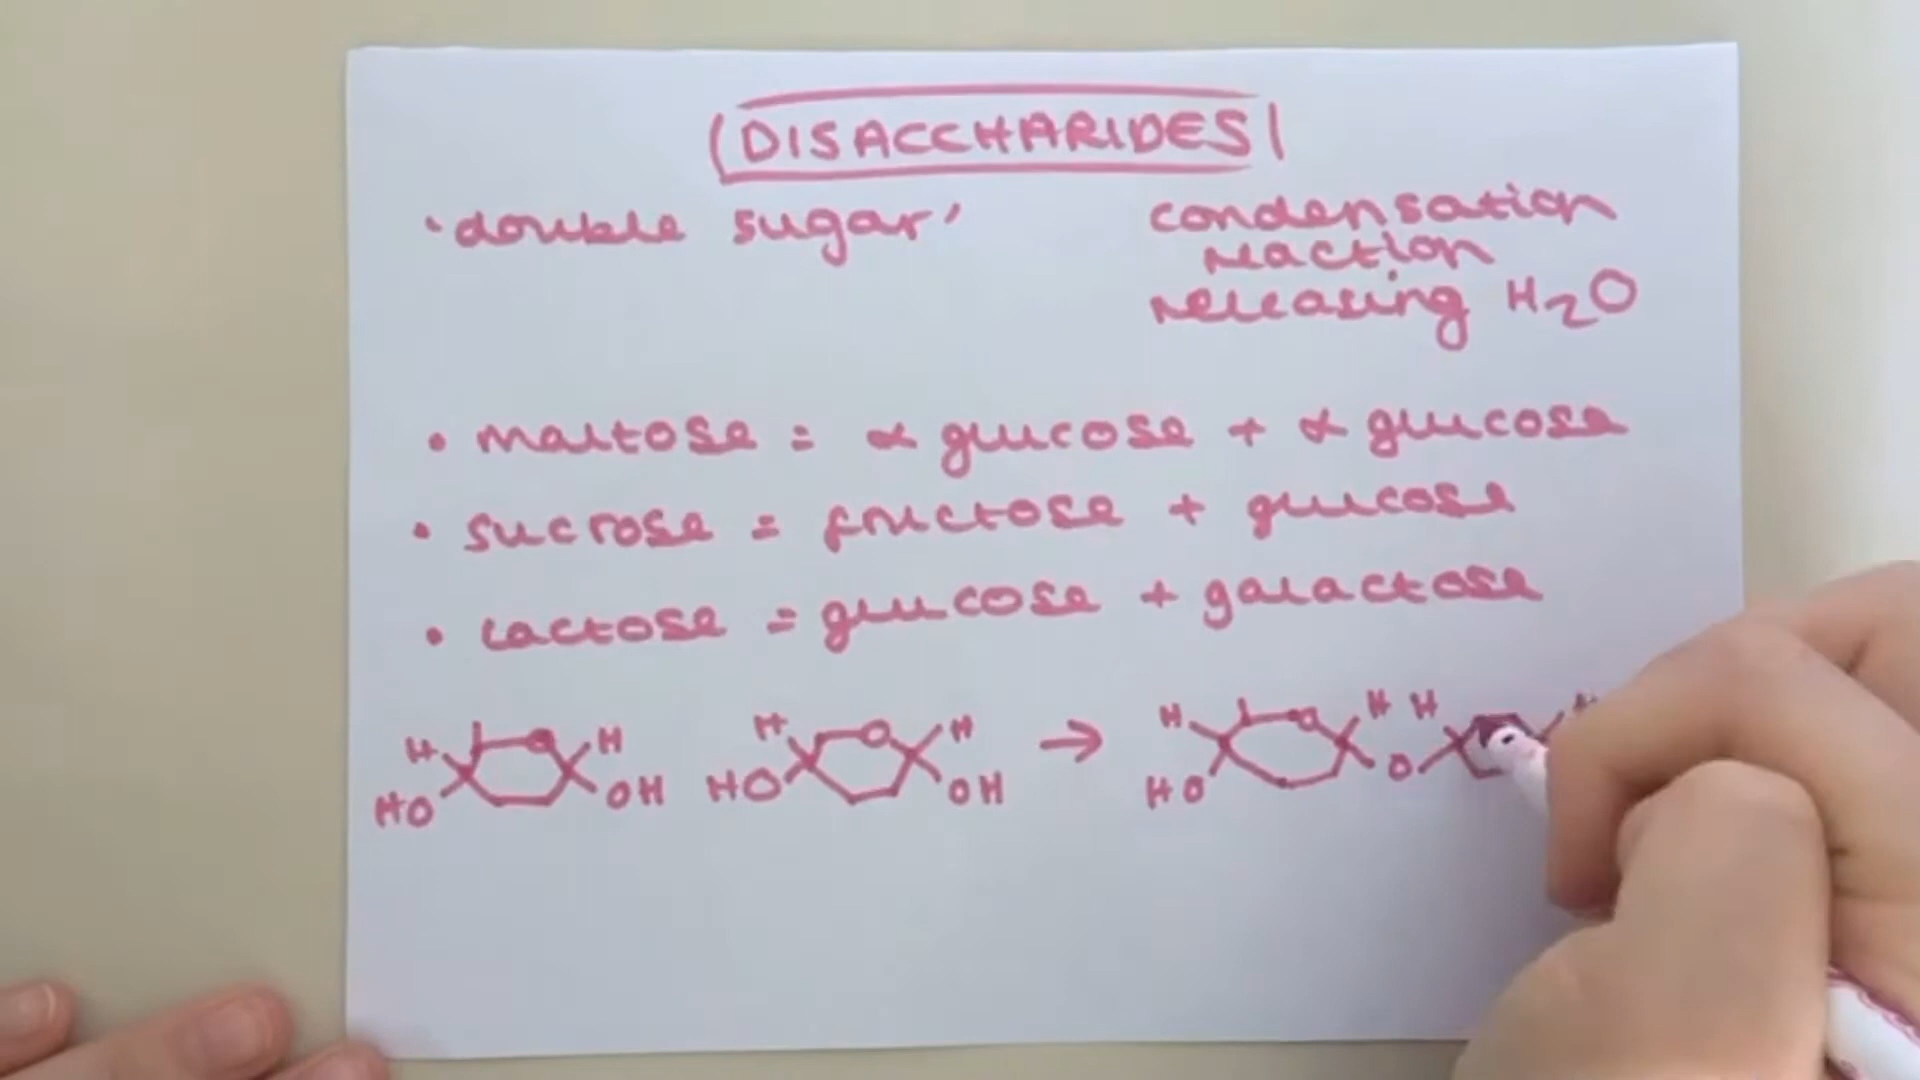 DISACCHARIDES
'double sugar'
condensation
reaction
releasing H2O
• maltose = α glucose + α glucose
• sucrose = fructose + glucose
• lactose = glucose + galactose
H O H H O H → H O H H H
HO OH HO OH HO O